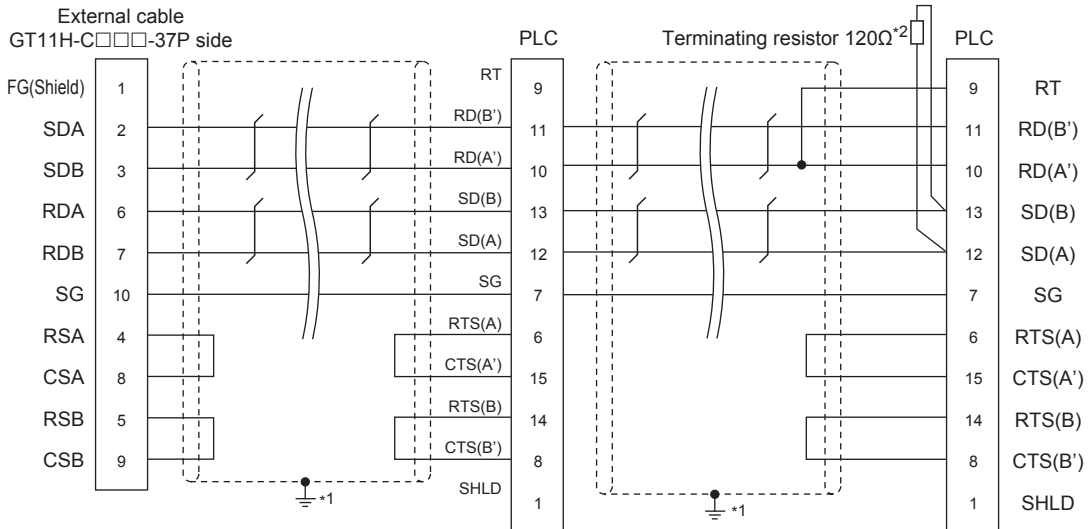 External cable
GT11H-C□□□-37P side
PLC
Terminating resistor 120Ω*2
PLC
FG(Shield) 1 RT 9 9 RT
SDA 2 RD(B') 11 11 RD(B')
SDB 3 RD(A') 10 10 RD(A')
RDA 6 SD(B) 13 13 SD(B)
RDB 7 SD(A) 12 12 SD(A)
SG 10 SG 7 7 SG
RSA 4 RTS(A) 6 6 RTS(A)
CSA 8 CTS(A') 15 15 CTS(A')
RSB 5 RTS(B) 14 14 RTS(B)
CSB 9 CTS(B') 8 8 CTS(B')
SHLD 1 1 SHLD
*1 *1